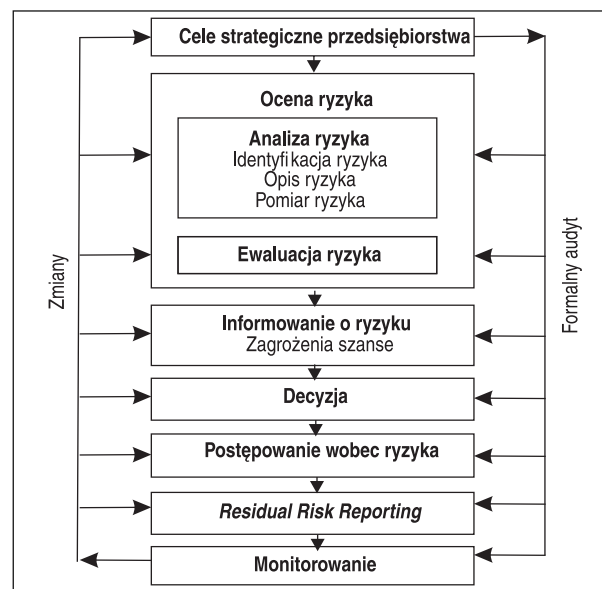 Cele strategiczne przedsiębiorstwa
Ocena ryzyka
Analiza ryzyka
Identyfikacja ryzyka
Opis ryzyka
Pomiar ryzyka
Ewaluacja ryzyka
Informowanie o ryzyku
Zagrożenia szanse
Decyzja
Postępowanie wobec ryzyka
Residual Risk Reporting
Monitorowanie
Zmiany
Formalny audyt